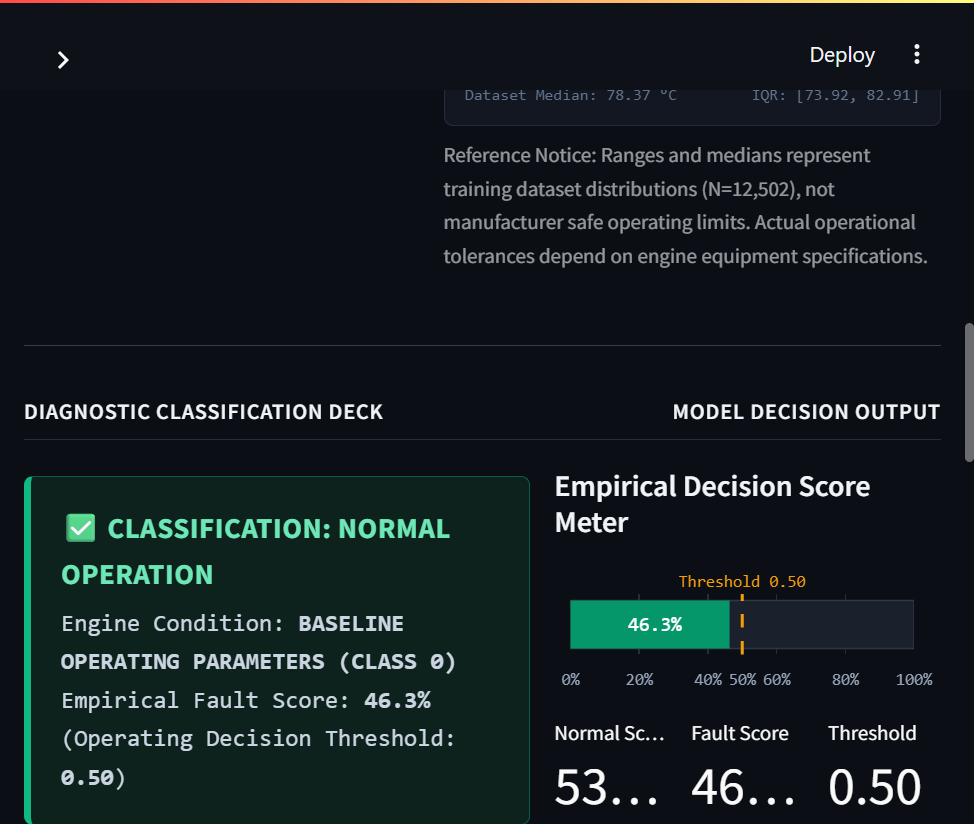 Deploy
Dataset Median: 78.37 °C IQR: [73.92, 82.91]
Reference Notice: Ranges and medians represent
training dataset distributions (N=12,502), not
manufacturer safe operating limits. Actual operational
tolerances depend on engine equipment specifications.
DIAGNOSTIC CLASSIFICATION DECK
MODEL DECISION OUTPUT
CLASSIFICATION: NORMAL
OPERATION
Engine Condition: BASELINE
OPERATING PARAMETERS (CLASS 0)
Empirical Fault Score: 46.3%
(Operating Decision Threshold:
0.50)
Empirical Decision Score
Meter
Threshold 0.50
46.3%
0% 20% 40% 50% 60% 80% 100%
Normal Sc... Fault Score Threshold
53... 46... 0.50